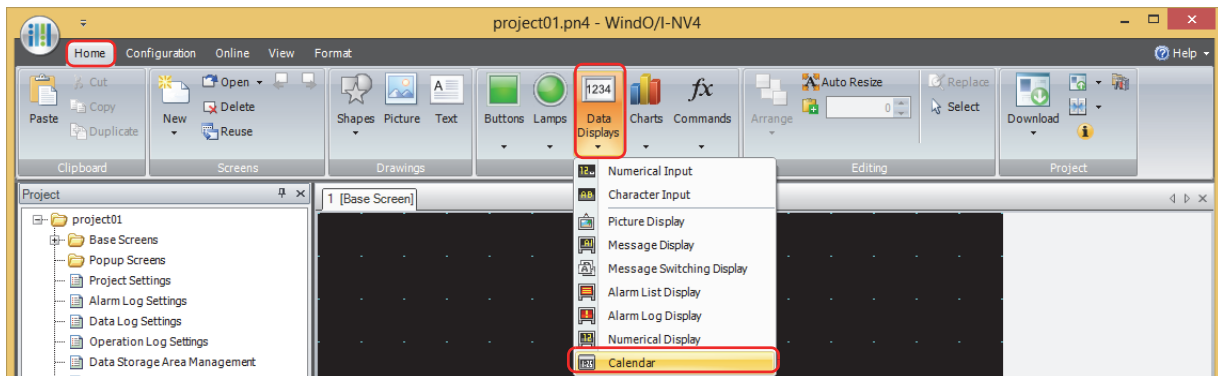 project01.pn4 - WindO/I-NV4
Home Configuration Online View Format Help
Cut Open Auto Resize Replace
Copy Delete 0 Select
Paste Duplicate New Reuse Shapes Picture Text Buttons Lamps 1234 Data Displays Charts fx Commands Arrange Download
Clipboard Screens Drawings Editing Project
Project 1 [Base Screen]
Numerical Input
Character Input
Picture Display
Message Display
Message Switching Display
Alarm List Display
Alarm Log Display
Numerical Display
Calendar
project01
Base Screens
Popup Screens
Project Settings
Alarm Log Settings
Data Log Settings
Operation Log Settings
Data Storage Area Management